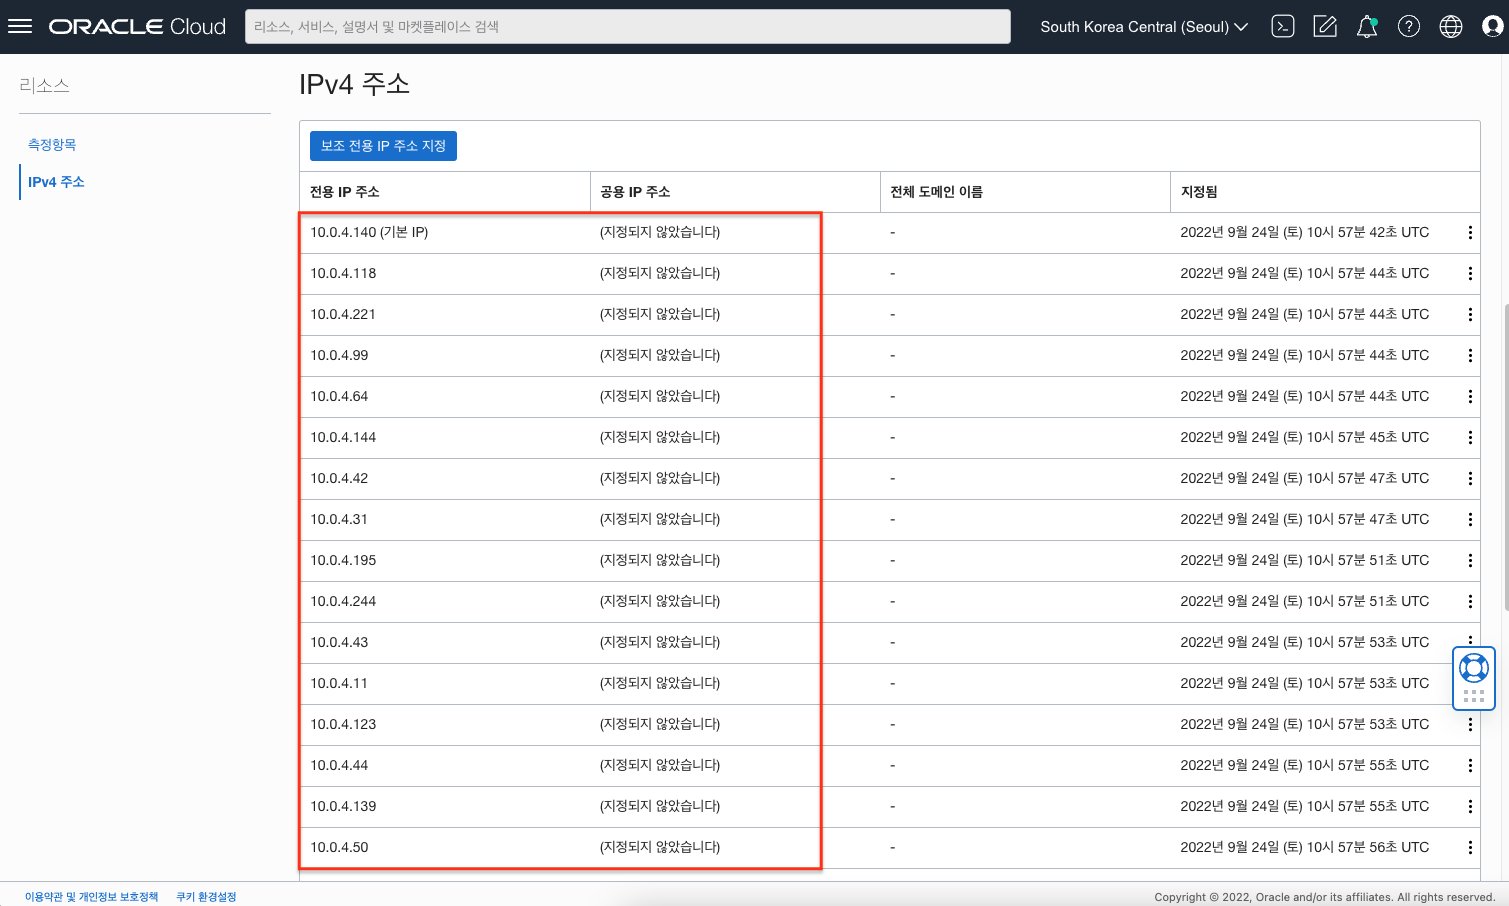 ORACLE Cloud
리소스, 서비스, 설명서 및 마켓플레이스 검색
South Korea Central (Seoul)
리소스
측정항목
IPv4 주소
IPv4 주소
보조 전용 IP 주소 지정
전용 IP 주소 공용 IP 주소 전체 도메인 이름 지정됨
10.0.4.140 (기본 IP) (지정되지 않았습니다) - 2022년 9월 24일 (토) 10시 57분 42초 UTC
10.0.4.118 (지정되지 않았습니다) - 2022년 9월 24일 (토) 10시 57분 44초 UTC
10.0.4.221 (지정되지 않았습니다) - 2022년 9월 24일 (토) 10시 57분 44초 UTC
10.0.4.99 (지정되지 않았습니다) - 2022년 9월 24일 (토) 10시 57분 44초 UTC
10.0.4.64 (지정되지 않았습니다) - 2022년 9월 24일 (토) 10시 57분 44초 UTC
10.0.4.144 (지정되지 않았습니다) - 2022년 9월 24일 (토) 10시 57분 45초 UTC
10.0.4.42 (지정되지 않았습니다) - 2022년 9월 24일 (토) 10시 57분 47초 UTC
10.0.4.31 (지정되지 않았습니다) - 2022년 9월 24일 (토) 10시 57분 47초 UTC
10.0.4.195 (지정되지 않았습니다) - 2022년 9월 24일 (토) 10시 57분 51초 UTC
10.0.4.244 (지정되지 않았습니다) - 2022년 9월 24일 (토) 10시 57분 51초 UTC
10.0.4.43 (지정되지 않았습니다) - 2022년 9월 24일 (토) 10시 57분 53초 UTC
10.0.4.11 (지정되지 않았습니다) - 2022년 9월 24일 (토) 10시 57분 53초 UTC
10.0.4.123 (지정되지 않았습니다) - 2022년 9월 24일 (토) 10시 57분 53초 UTC
10.0.4.44 (지정되지 않았습니다) - 2022년 9월 24일 (토) 10시 57분 55초 UTC
10.0.4.139 (지정되지 않았습니다) - 2022년 9월 24일 (토) 10시 57분 55초 UTC
10.0.4.50 (지정되지 않았습니다) - 2022년 9월 24일 (토) 10시 57분 56초 UTC
이용약관 및 개인정보 보호정책 쿠키 환경설정
Copyright © 2022, Oracle and/or its affiliates. All rights reserved.